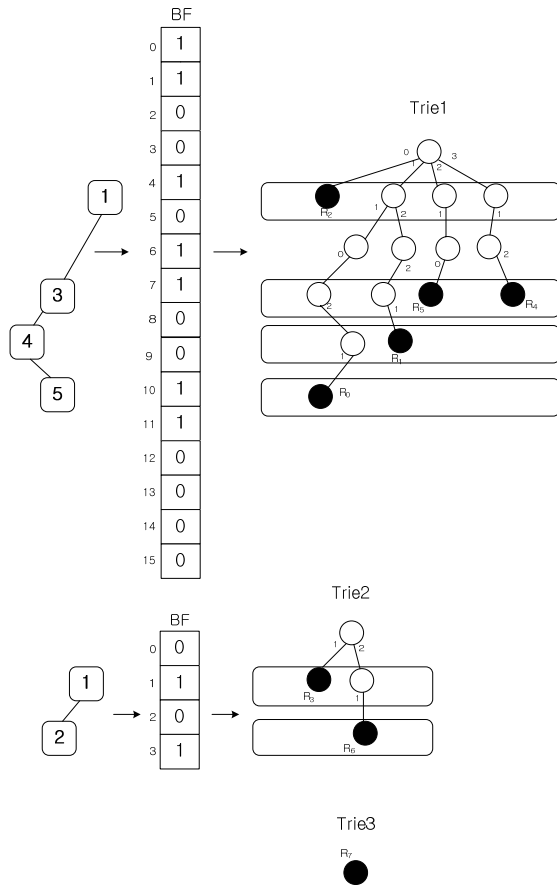 BF
0 1
1 1
2 0
3 0
4 1
5 0
6 1
7 1
8 0
9 0
10 1
11 1
12 0
13 0
14 0
15 0
1
3
4
5
Trie1
0 1 2 3
R₂ 1 2 1 1
0 2 0 2
2 1 R₅ R₄
1 R₁
R₀
Trie2
BF
0 0
1 1
2 0
3 1
1
2
1 2
R₃ 1
R₆
Trie3
R₇